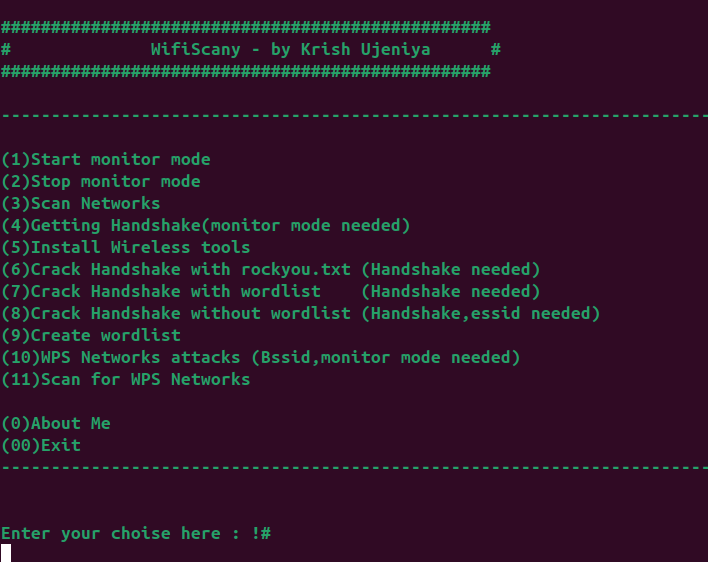 #################################################
#              WifiScany - by Krish Ujeniya      #
#################################################
-----------------------------------------------------------------------
(1)Start monitor mode
(2)Stop monitor mode
(3)Scan Networks
(4)Getting Handshake(monitor mode needed)
(5)Install Wireless tools
(6)Crack Handshake with rockyou.txt (Handshake needed)
(7)Crack Handshake with wordlist    (Handshake needed)
(8)Crack Handshake without wordlist (Handshake,essid needed)
(9)Create wordlist
(10)WPS Networks attacks (Bssid,monitor mode needed)
(11)Scan for WPS Networks
(0)About Me
(00)Exit
-----------------------------------------------------------------------
Enter your choise here : !#